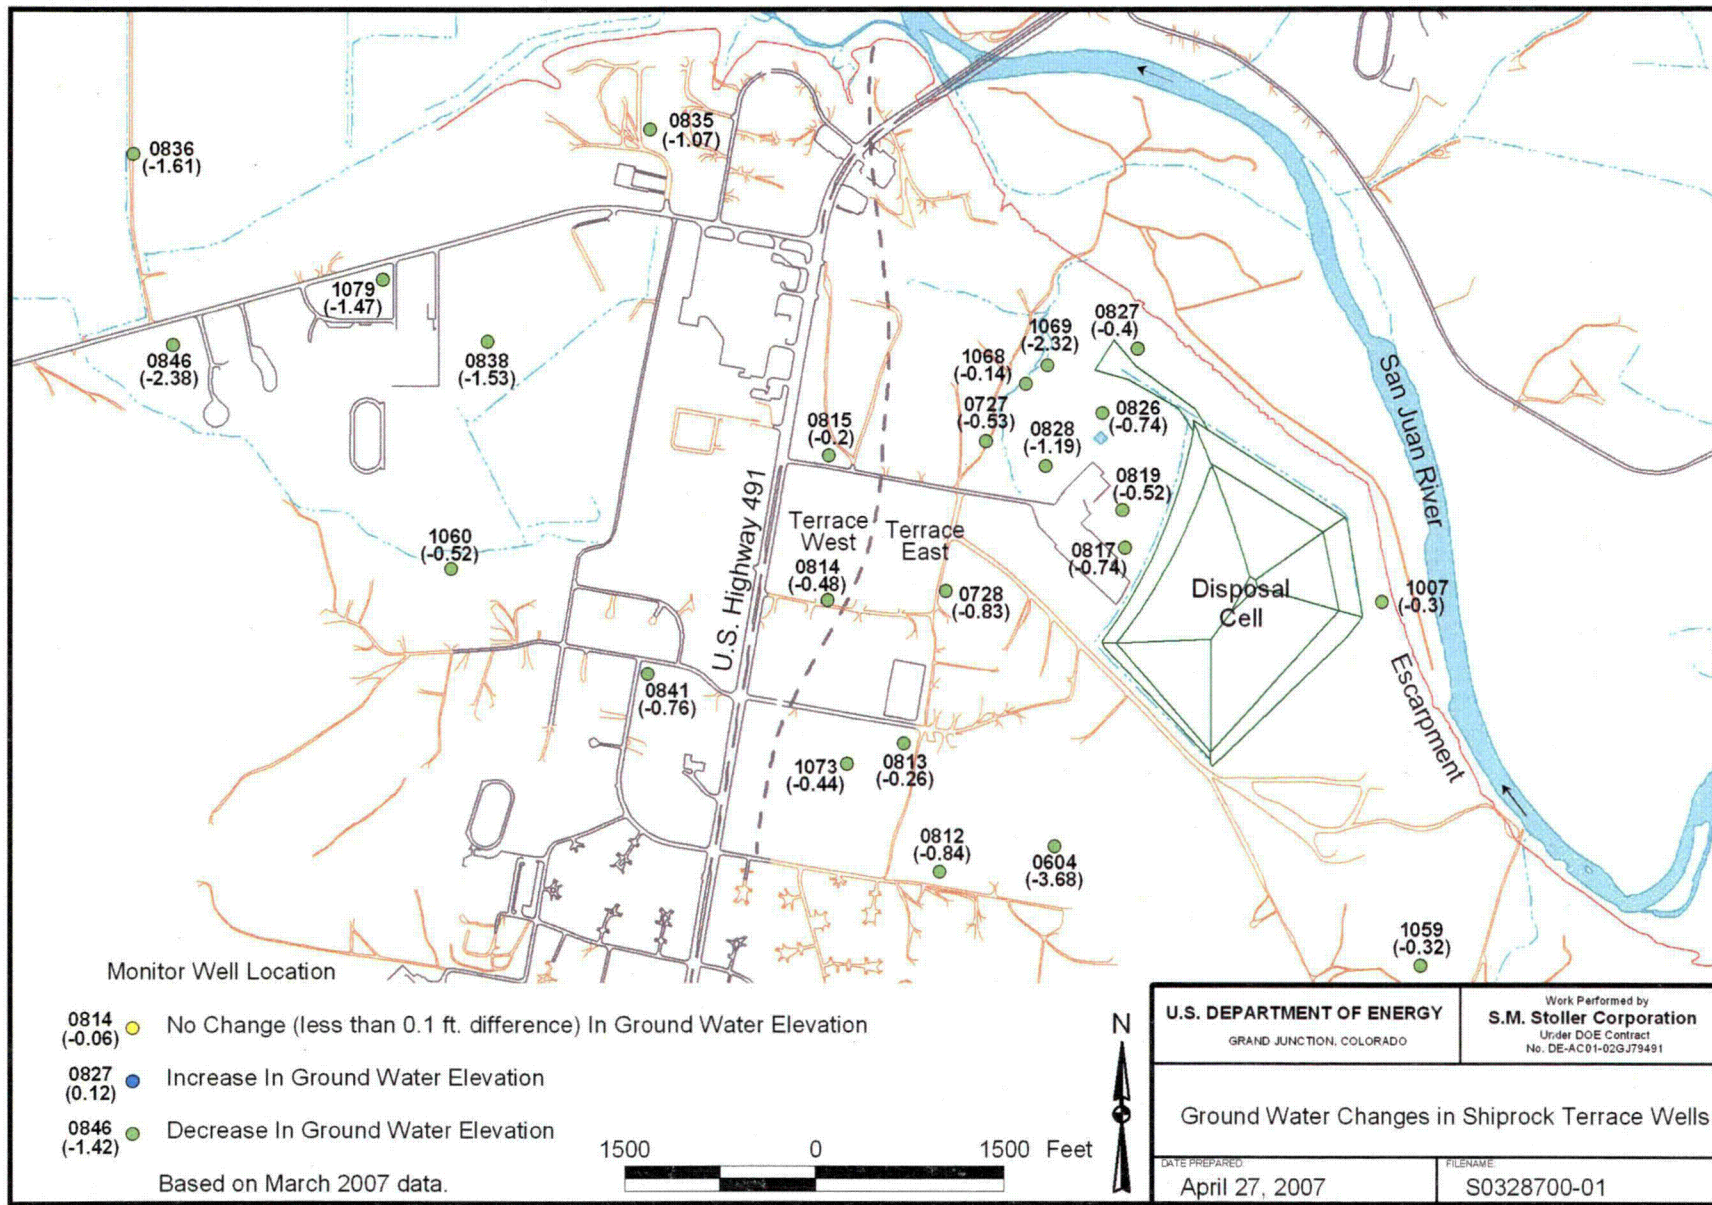 0836
(-1.61)
0835
(-1.07)
1079
(-1.47)
0846
(-2.38)
0838
(-1.53)
1069
(-2.32)
0827
(-0.4)
1068
(-0.14)
0727
(-0.53)
0826
(-0.74)
0828
(-1.19)
0815
(-0.2)
0819
(-0.52)
0817
(-0.74)
San Juan River
U.S. Highway 491
Terrace
West
Terrace
East
1060
(-0.52)
0814
(-0.48)
0728
(-0.83)
Disposal
Cell
1007
(-0.3)
Escarpment
0841
(-0.76)
1073
(-0.44)
0813
(-0.26)
0812
(-0.84)
0604
(-3.68)
1059
(-0.32)
Monitor Well Location
0814
(-0.06)
No Change (less than 0.1 ft. difference) In Ground Water Elevation
0827
(0.12)
Increase In Ground Water Elevation
0846
(-1.42)
Decrease In Ground Water Elevation
Based on March 2007 data.
1500 0 1500 Feet
N
U.S. DEPARTMENT OF ENERGY
GRAND JUNCTION, COLORADO
Work Performed by
S.M. Stoller Corporation
Under DOE Contract
No. DE-AC01-02GJ79491
Ground Water Changes in Shiprock Terrace Wells
DATE PREPARED:
April 27, 2007
FILENAME:
S0328700-01